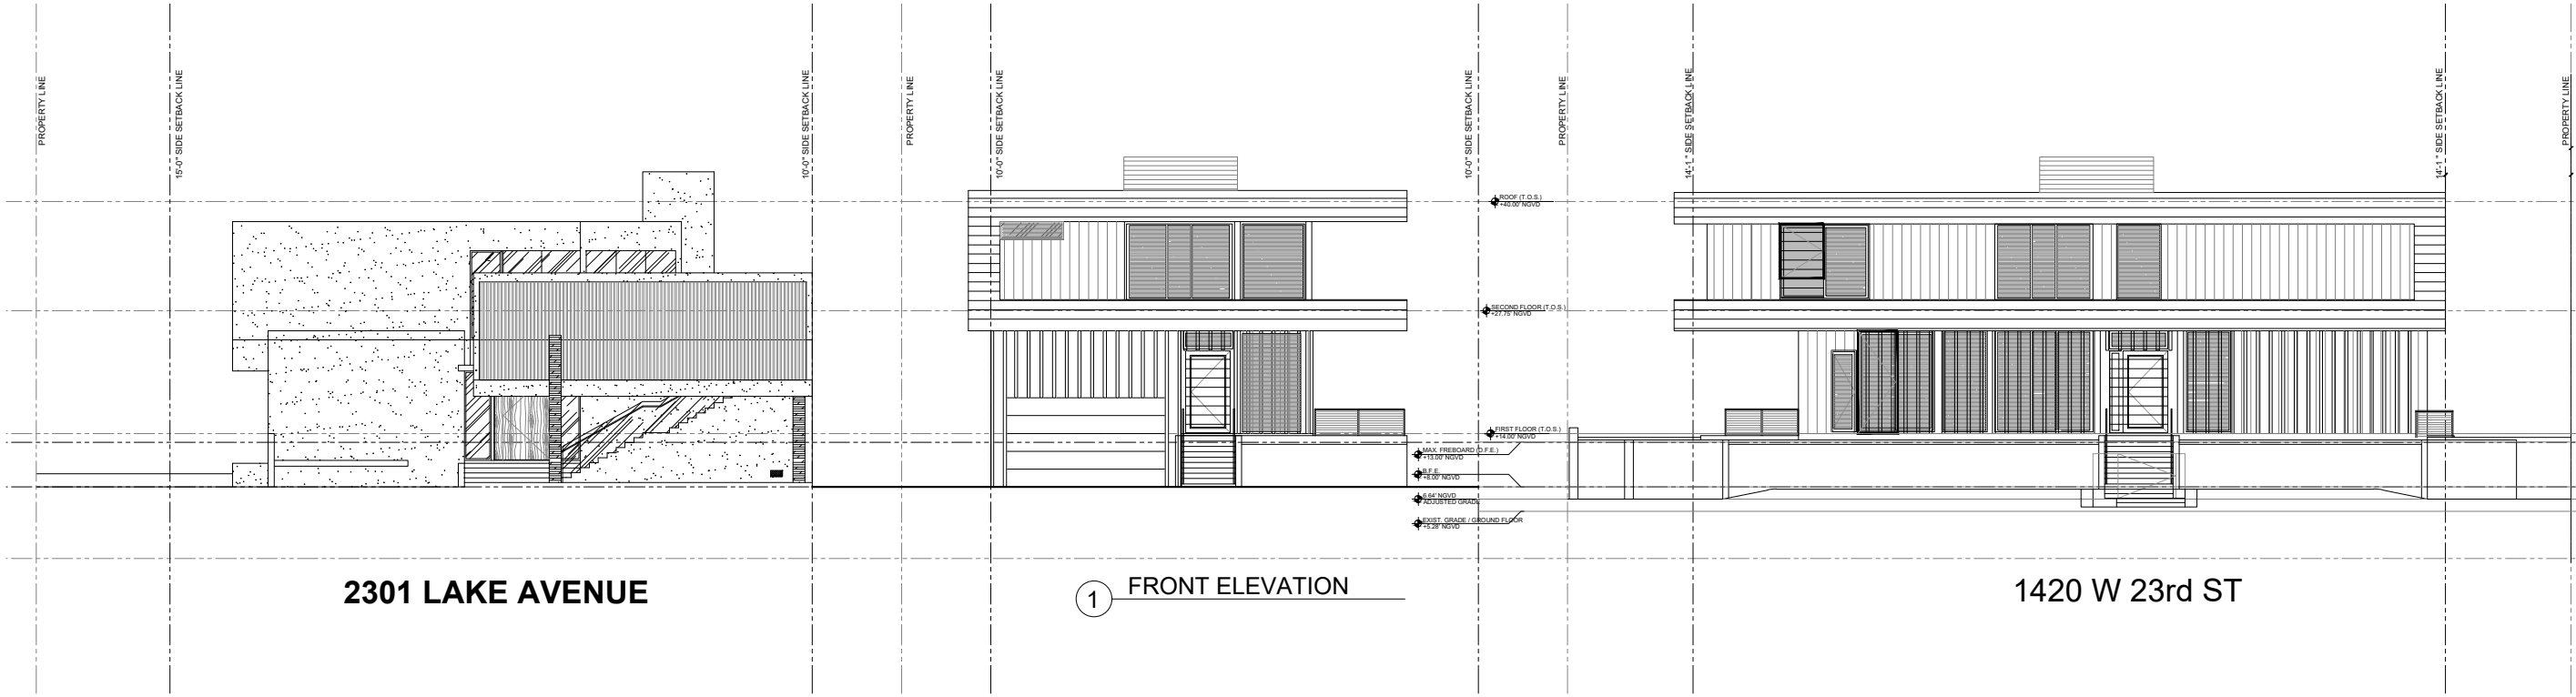 PROPERTY LINE
15'-0" SIDE SETBACK LINE
10'-0" SIDE SETBACK LINE
PROPERTY LINE
10'-0" SIDE SETBACK LINE
10'-0" SIDE SETBACK LINE
PROPERTY LINE
14'-1" SIDE SETBACK LINE
14'-1" SIDE SETBACK LINE
PROPERTY LINE
ROOF (T.O.S.)
+40.00' NGVD
SECOND FLOOR (T.O.S.)
+27.75' NGVD
FIRST FLOOR (T.O.S.)
+14.00' NGVD
MAX. FREBOARD (D.F.E.)
+13.00' NGVD
B.F.E.
+8.00' NGVD
6.64' NGVD
ADJUSTED GRADE
EXIST. GRADE / GROUND FLOOR
+5.28' NGVD
2301 LAKE AVENUE
1 FRONT ELEVATION
1420 W 23rd ST